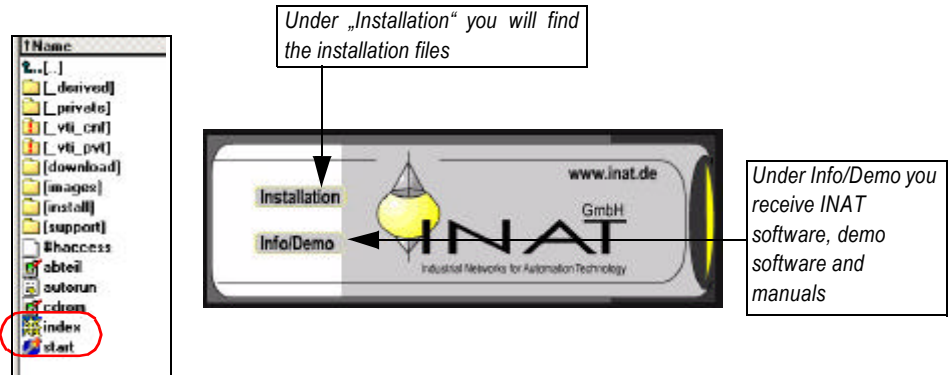 Under „Installation“ you will find
the installation files
↑Name
[..]
[_derived]
[_private]
[_vti_cnf]
[_vti_pvt]
[download]
[images]
[install]
[support]
#haccess
abteil
autorun
cdrom
index
start
www.inat.de
Installation
GmbH
Info/Demo
INAT
Industrial Networks for Automation Technology
Under Info/Demo you
receive INAT
software, demo
software and
manuals